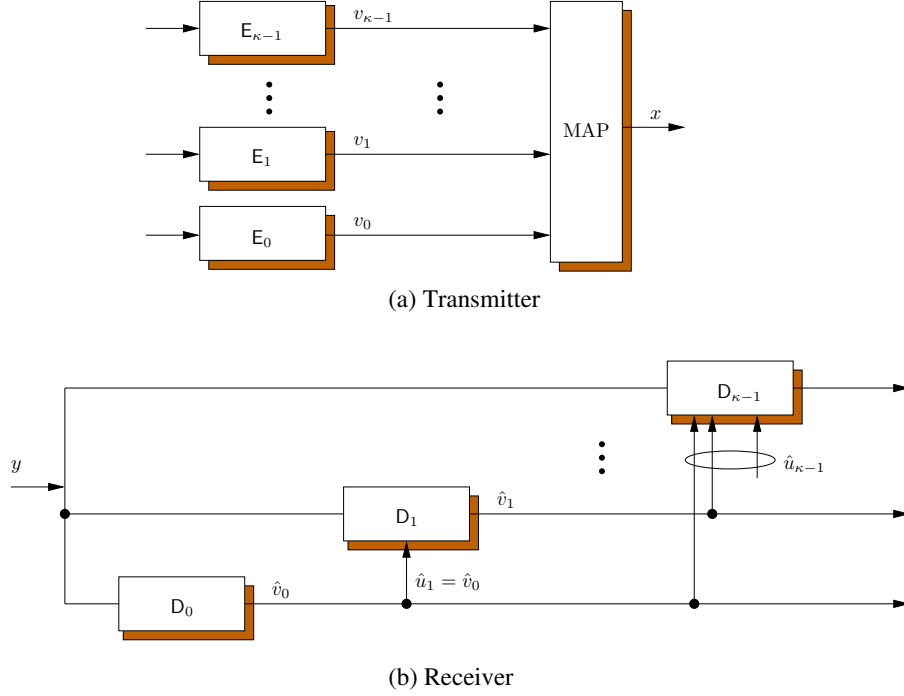 E_{κ−1}
v_{κ−1}
MAP
x
E_1
v_1
E_0
v_0
(a) Transmitter
D_{κ−1}
y
û_{κ−1}
D_1
v̂_1
û_1 = v̂_0
D_0
v̂_0
(b) Receiver